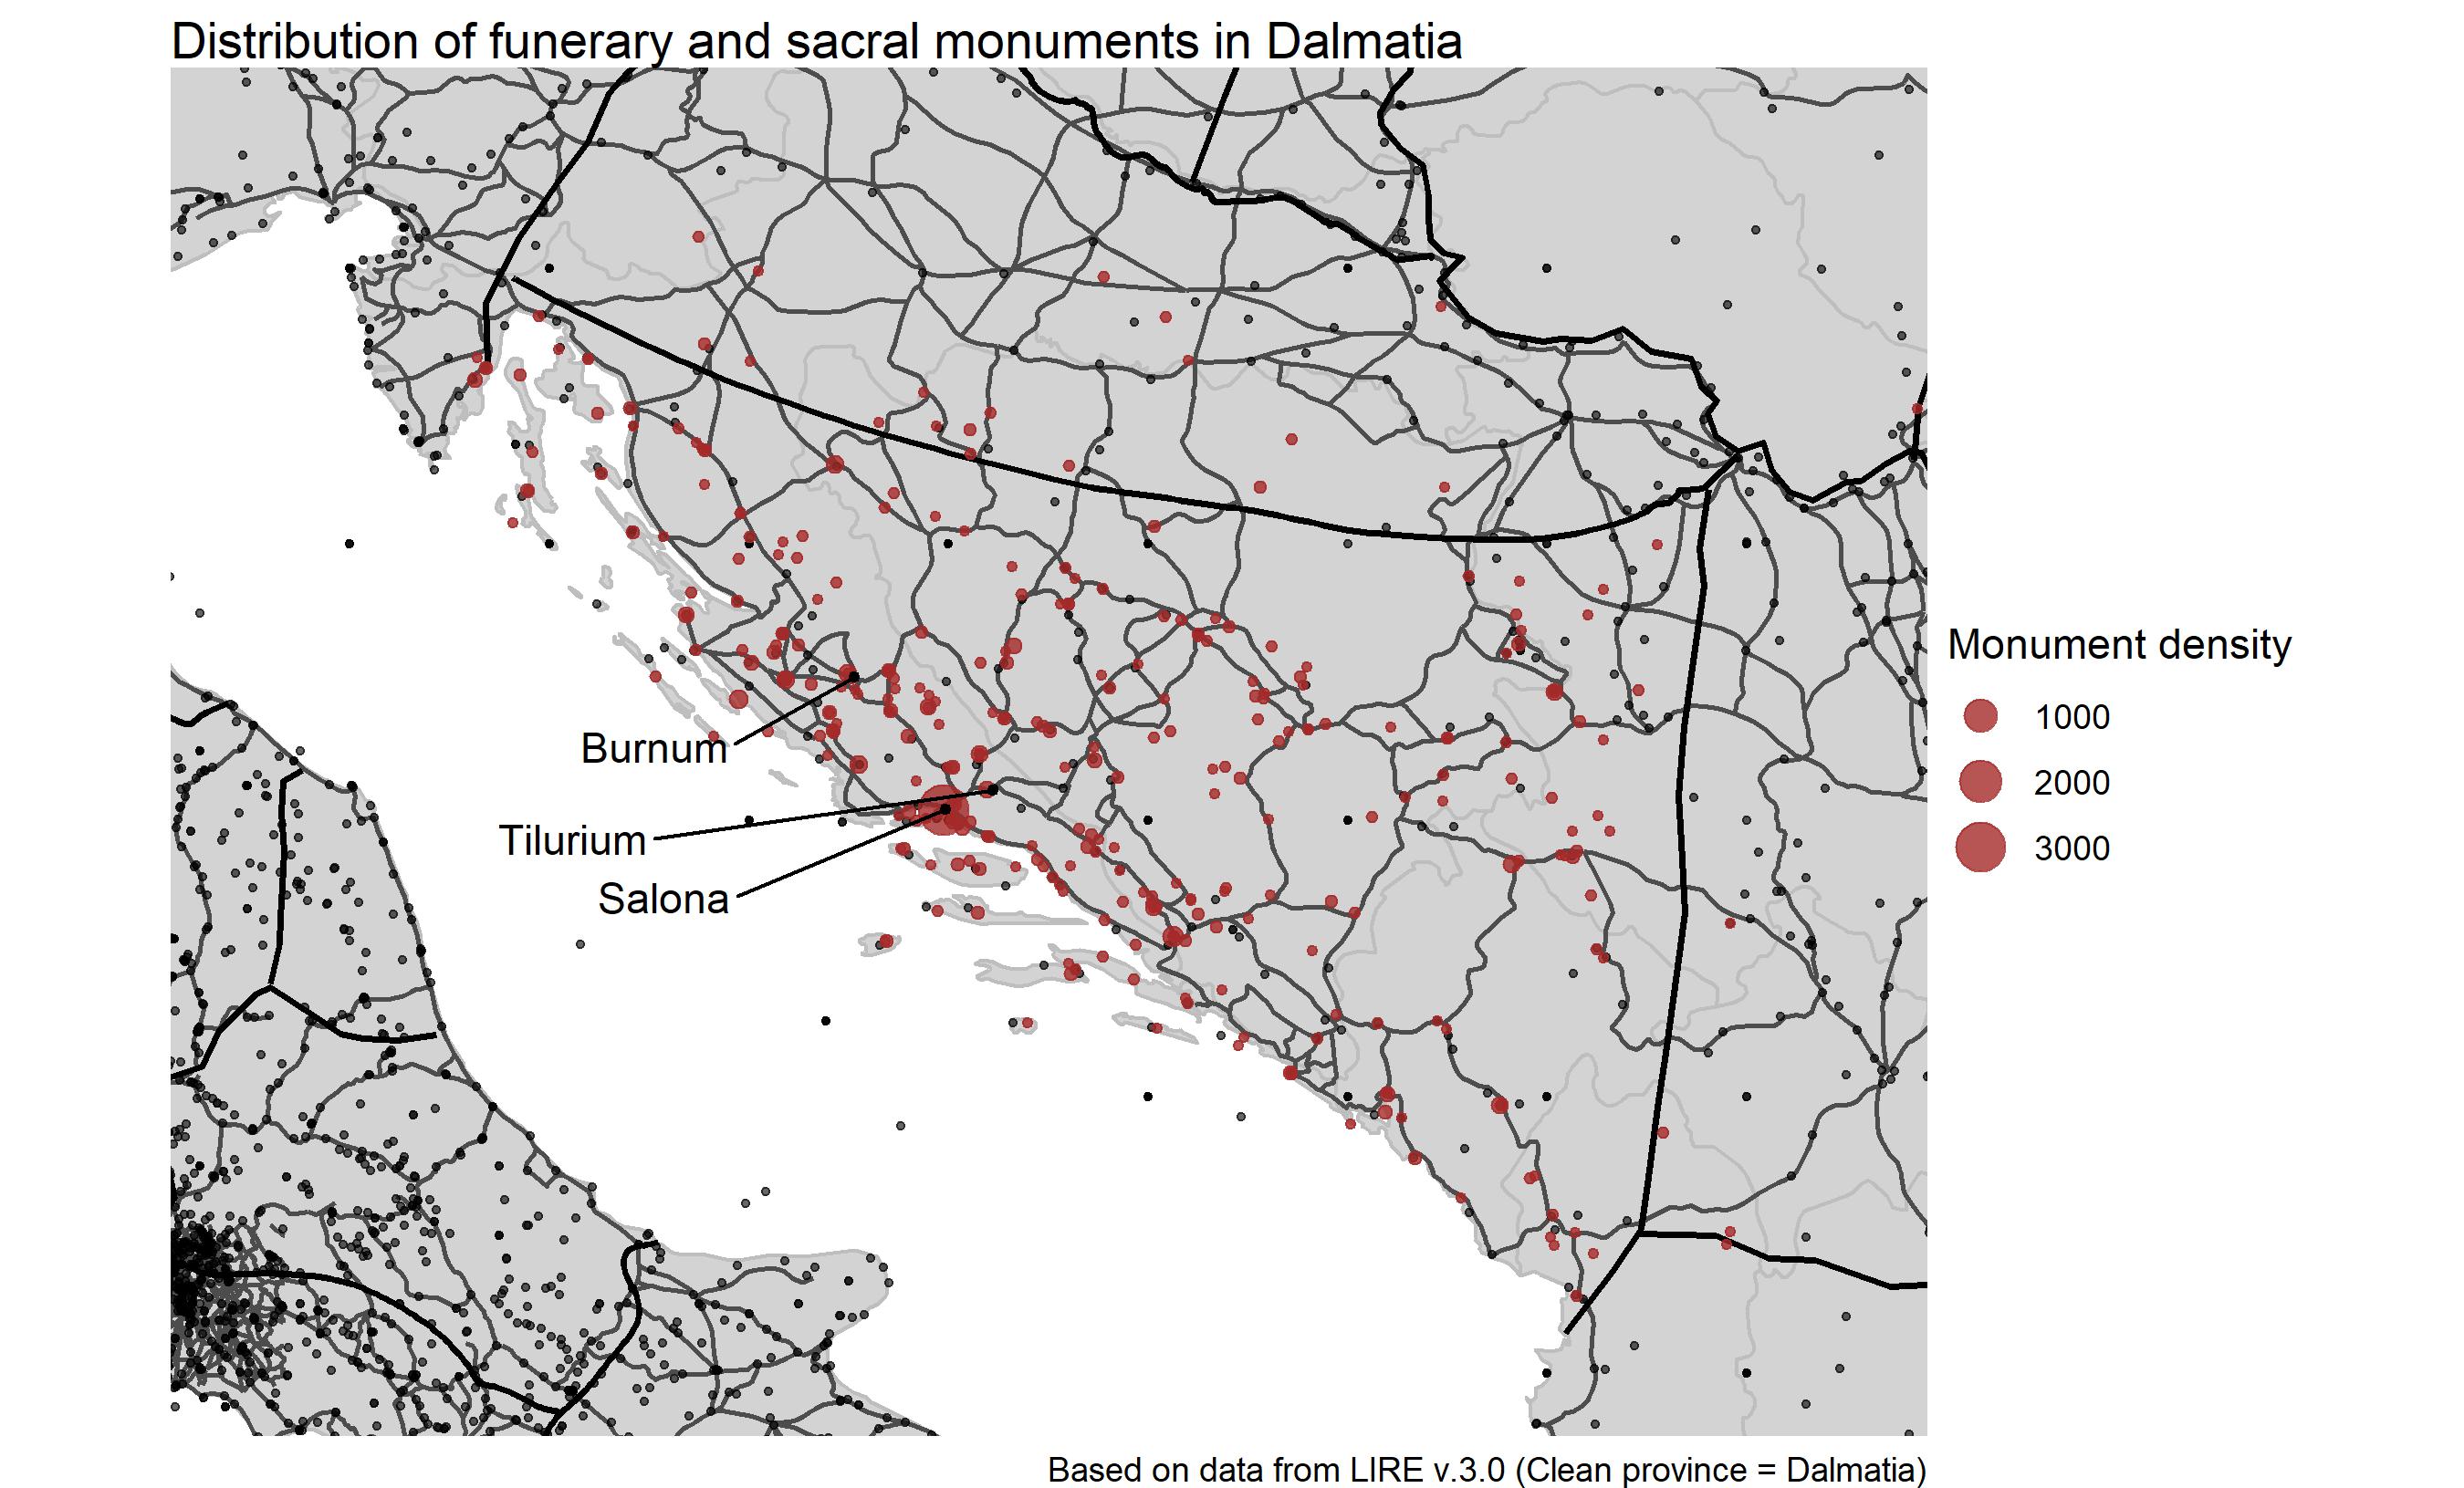 Distribution of funerary and sacral monuments in Dalmatia
Burnum
Tilurium
Salona
Monument density
1000
2000
3000
Based on data from LIRE v.3.0 (Clean province = Dalmatia)